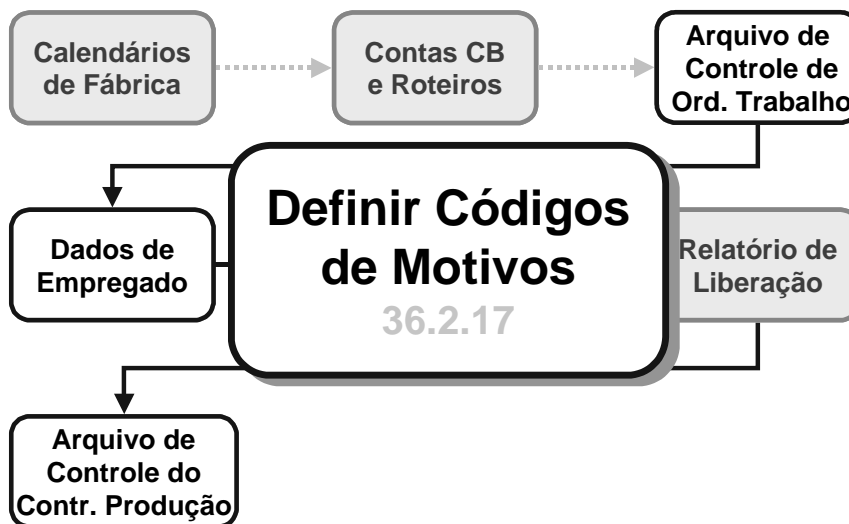 Calendários
de Fábrica
Contas CB
e Roteiros
Arquivo de
Controle de
Ord. Trabalho
Dados de
Empregado
Definir Códigos
de Motivos
36.2.17
Relatório de
Liberação
Arquivo de
Controle do
Contr. Produção